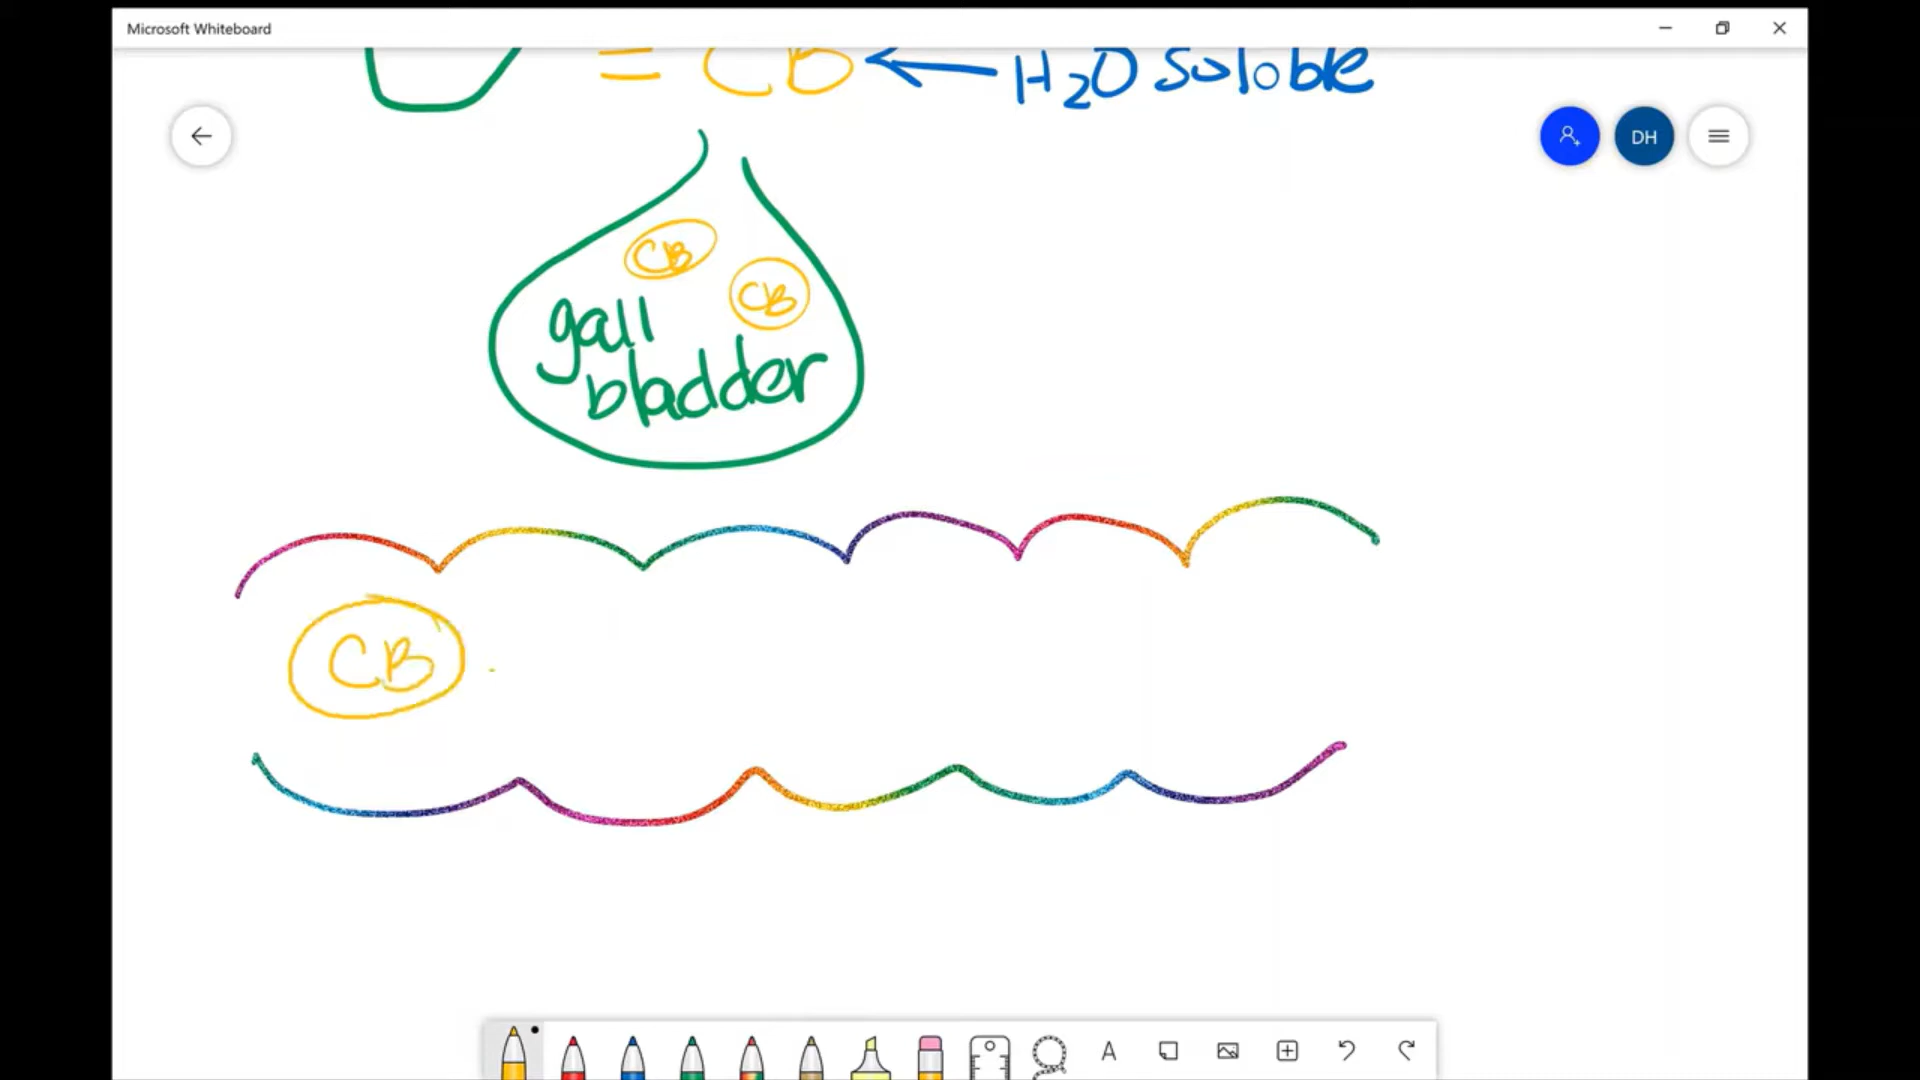 Microsoft Whiteboard
= CB ← H2O soluble
DH
CB
CB
gall
bladder
CB
A